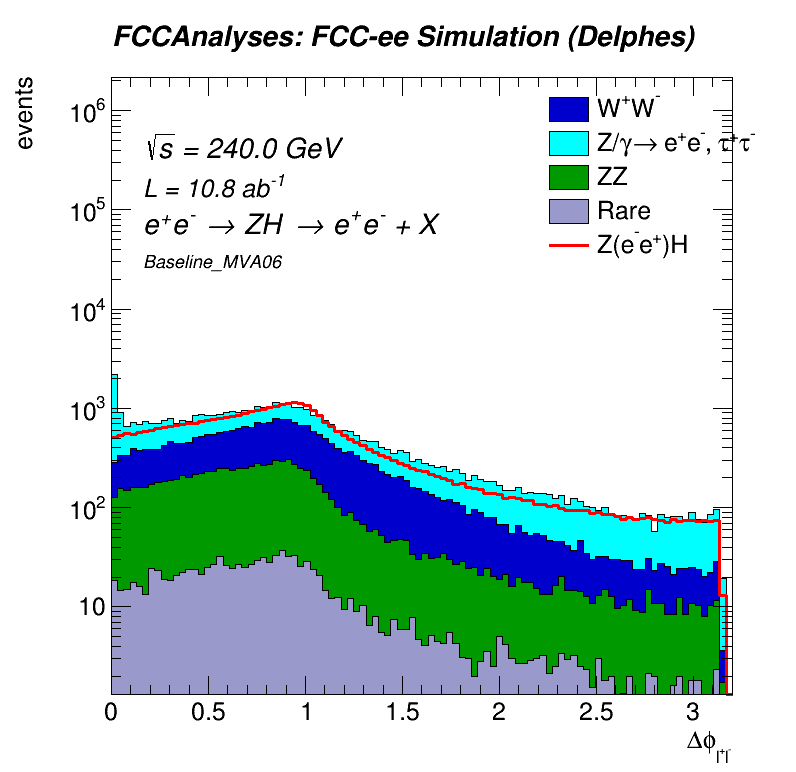 FCCAnalyses: FCC-ee Simulation (Delphes)
events
√s = 240.0 GeV
L = 10.8 ab⁻¹
e⁺e⁻ → ZH → e⁺e⁻ + X
Baseline_MVA06
W⁺W⁻
Z/γ→ e⁺e⁻, τ⁺τ⁻
ZZ
Rare
Z(e⁻e⁺)H
10⁶
10⁵
10⁴
10³
10²
10
0 0.5 1 1.5 2 2.5 3
Δϕ_l⁺l⁻